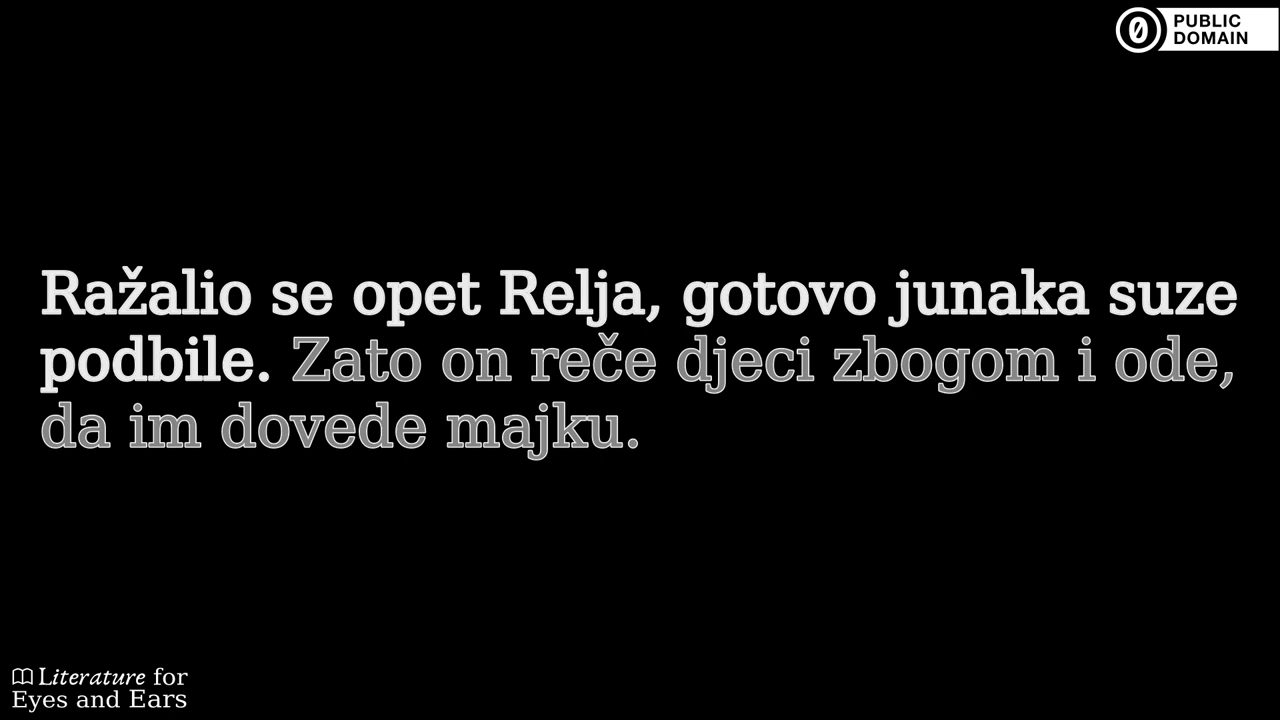 PUBLIC
DOMAIN
Ražalio se opet Relja, gotovo junaka suze
podbile. Zato on reče djeci zbogom i ode,
da im dovede majku.
Literature for
Eyes and Ears